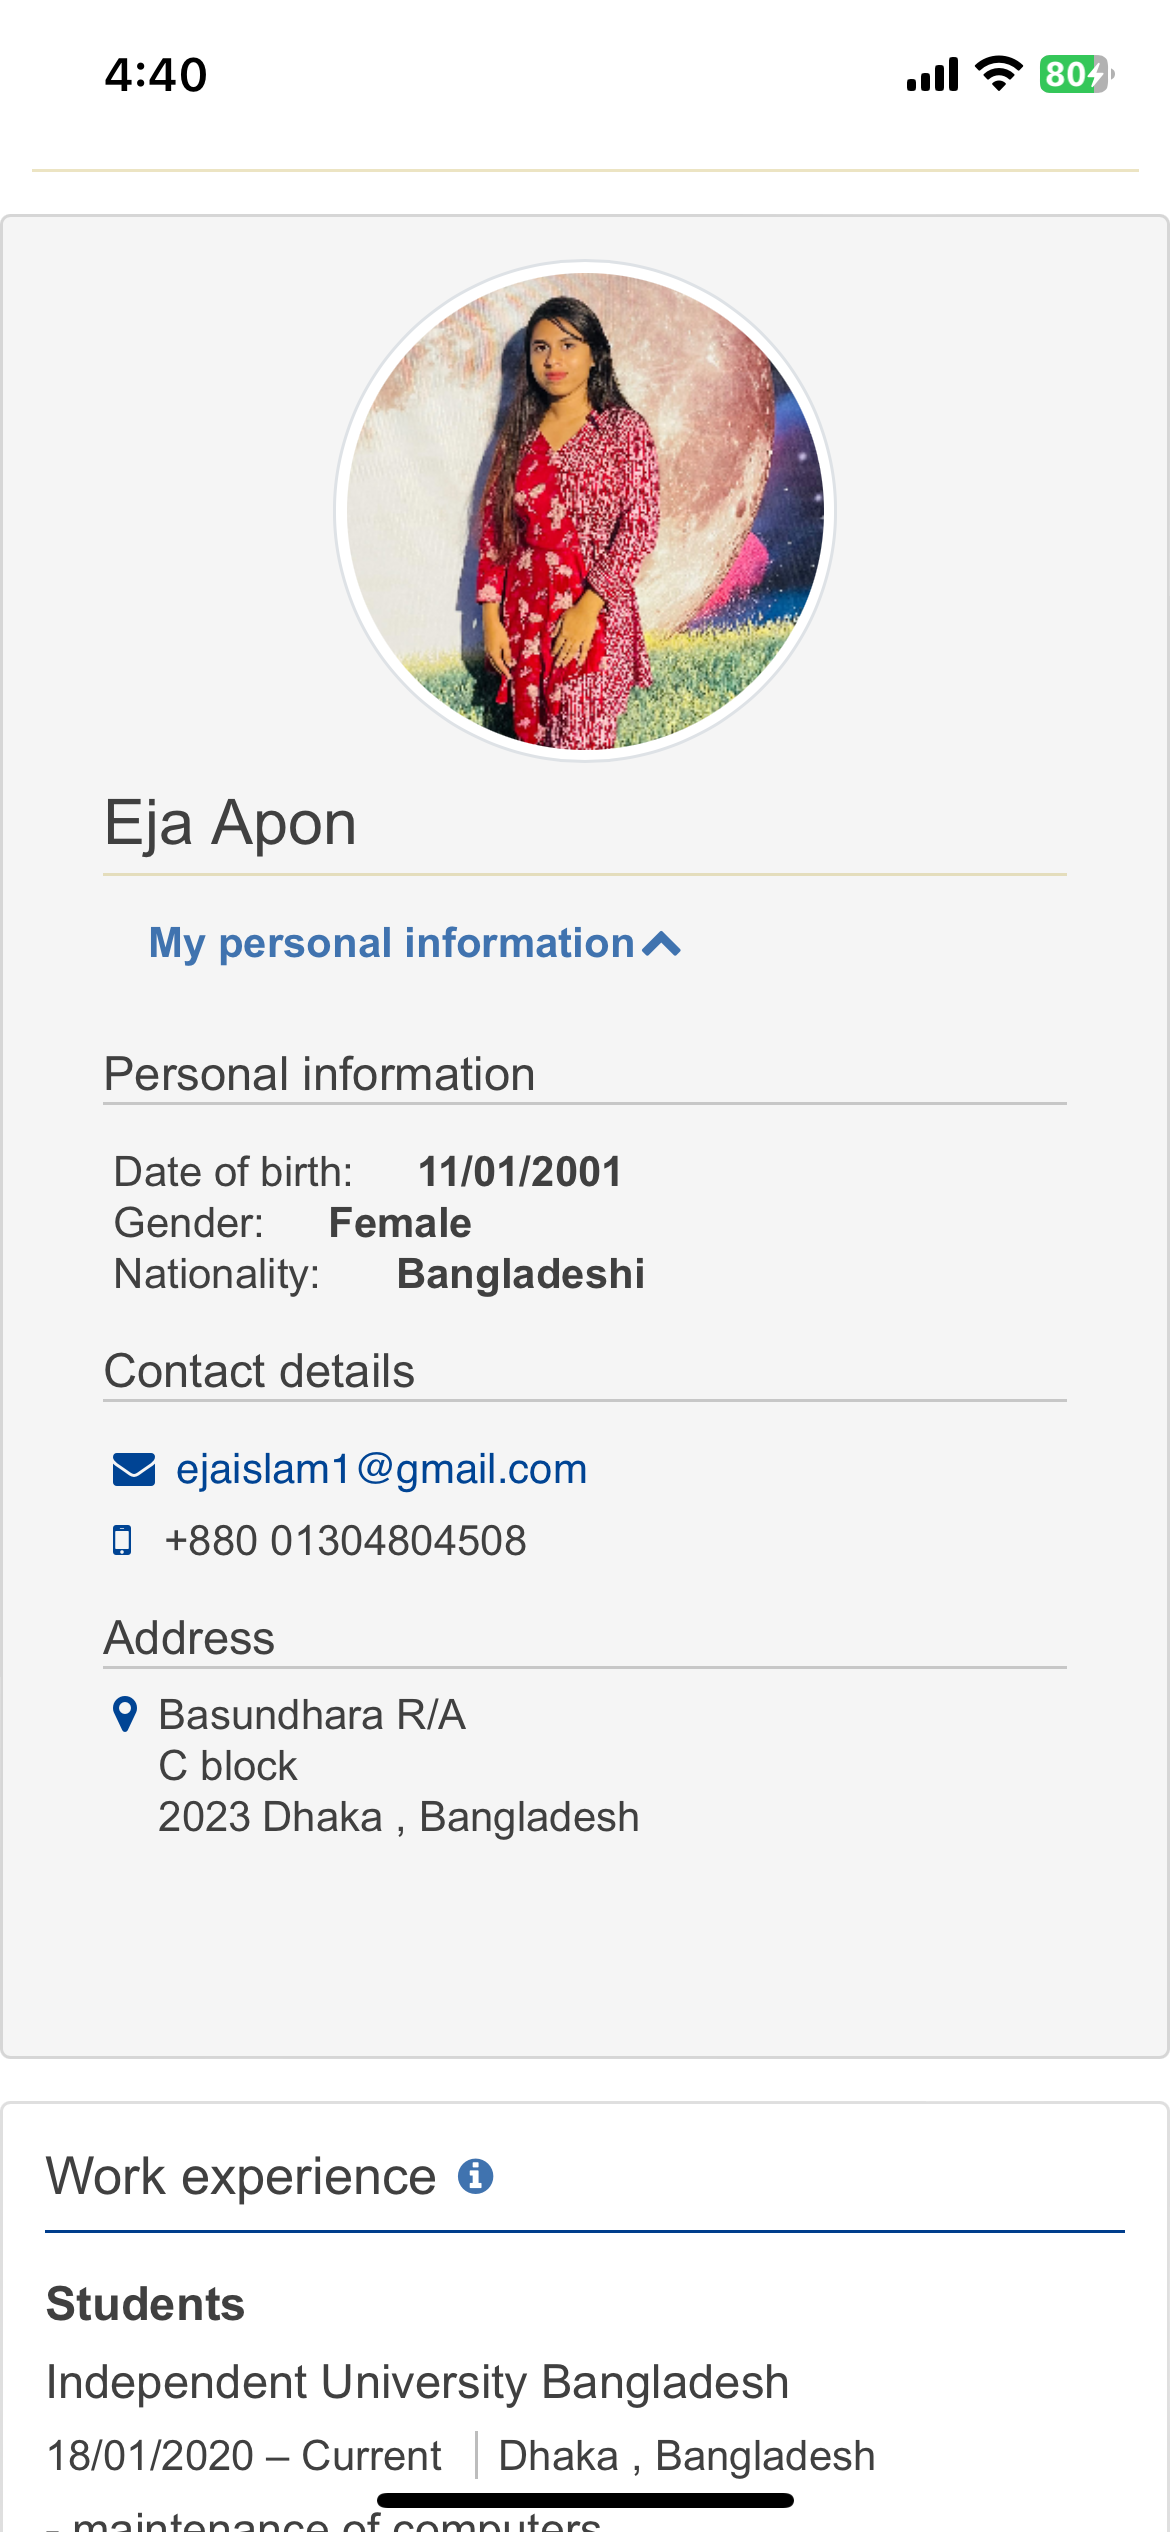 4:40
80
Eja Apon
My personal information
Personal information
Date of birth: 11/01/2001
Gender: Female
Nationality: Bangladeshi
Contact details
ejaislam1@gmail.com
+880 01304804508
Address
Basundhara R/A
C block
2023 Dhaka , Bangladesh
Work experience
Students
Independent University Bangladesh
18/01/2020 – Current | Dhaka , Bangladesh
- maintenance of computers